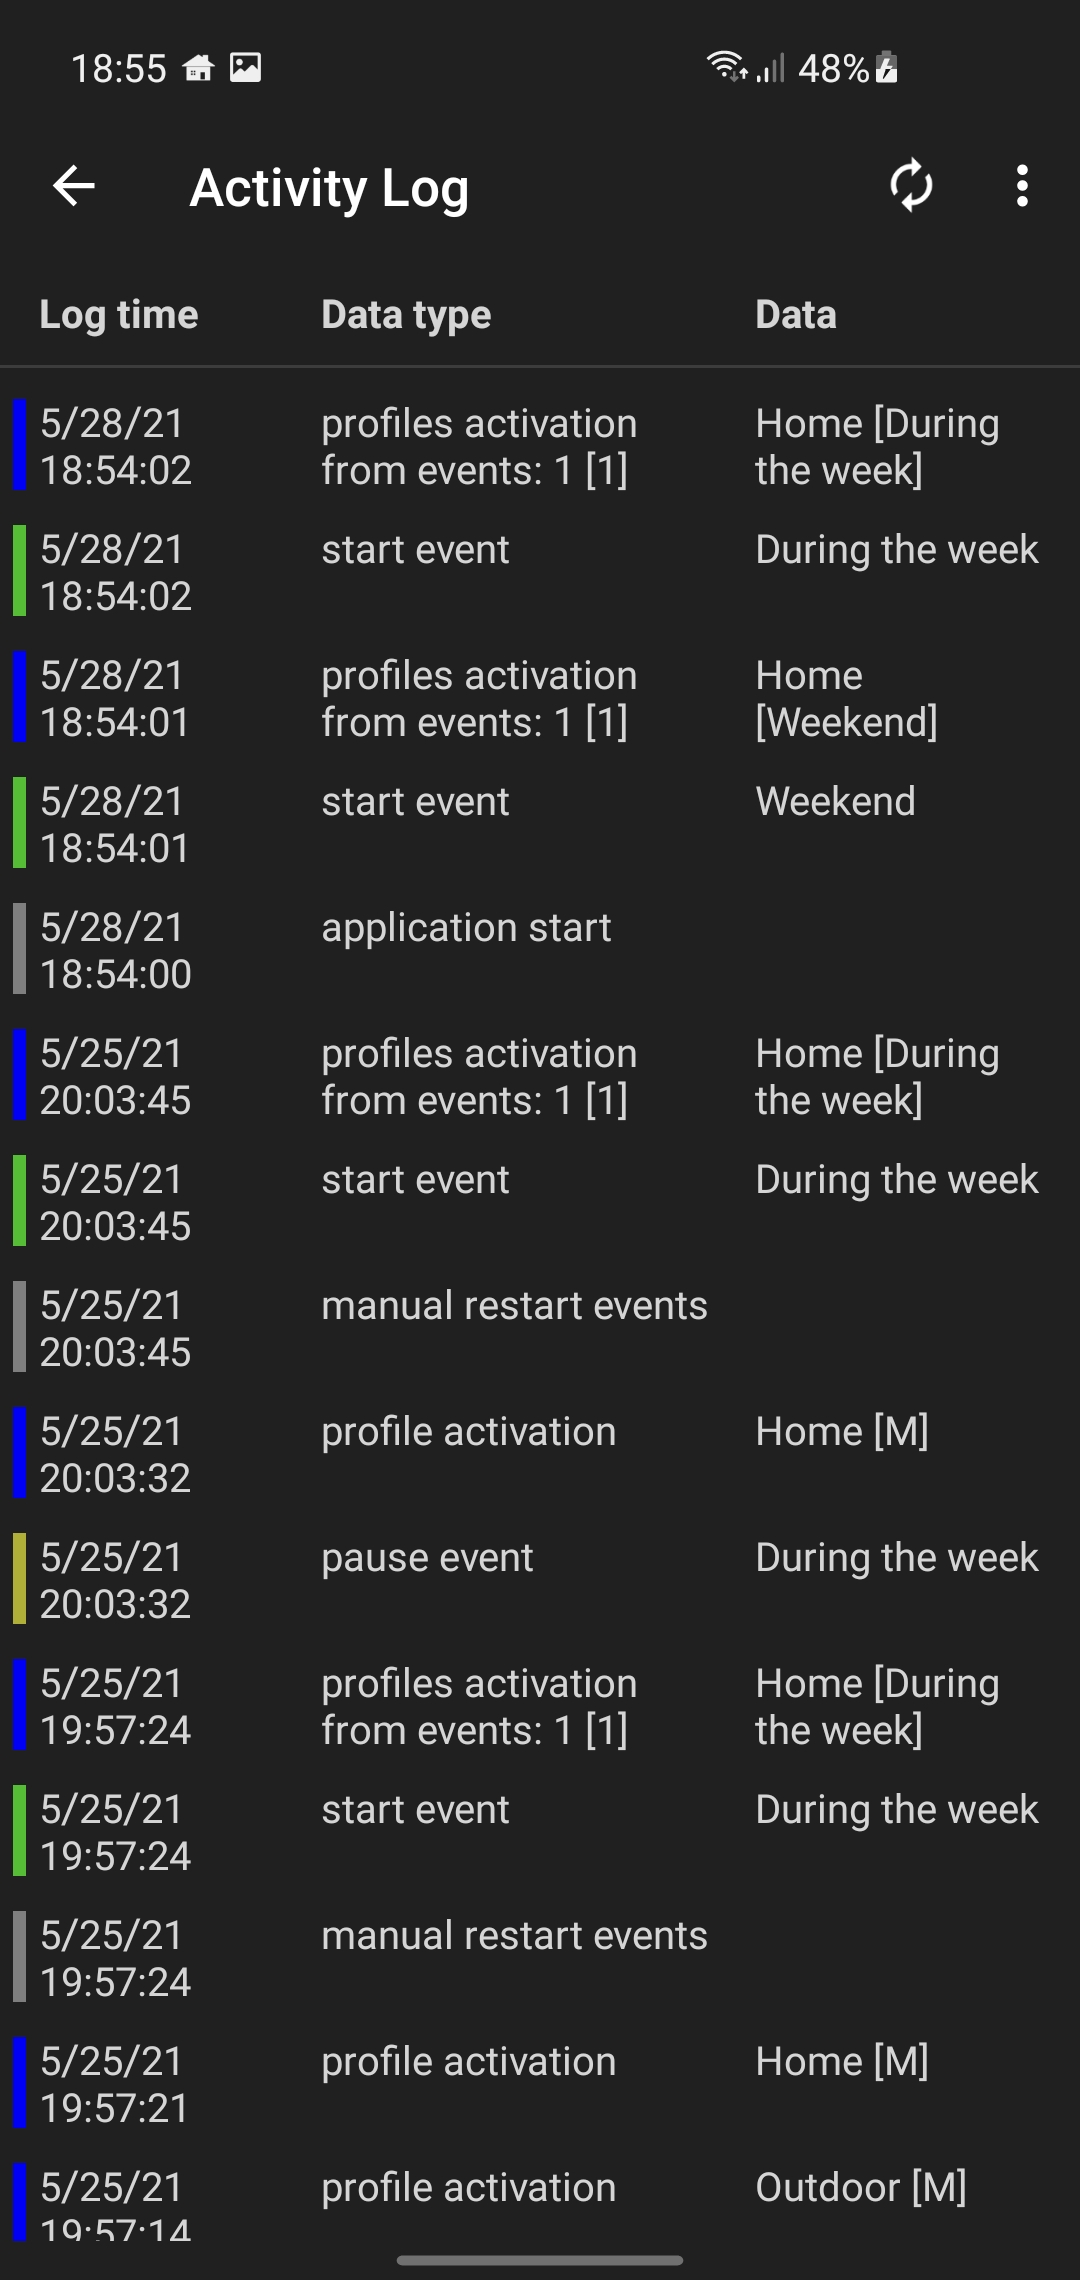 18:55 48%
Activity Log
Log time Data type Data
5/28/21 profiles activation Home [During
18:54:02 from events: 1 [1] the week]
5/28/21 start event During the week
18:54:02
5/28/21 profiles activation Home
18:54:01 from events: 1 [1] [Weekend]
5/28/21 start event Weekend
18:54:01
5/28/21 application start
18:54:00
5/25/21 profiles activation Home [During
20:03:45 from events: 1 [1] the week]
5/25/21 start event During the week
20:03:45
5/25/21 manual restart events
20:03:45
5/25/21 profile activation Home [M]
20:03:32
5/25/21 pause event During the week
20:03:32
5/25/21 profiles activation Home [During
19:57:24 from events: 1 [1] the week]
5/25/21 start event During the week
19:57:24
5/25/21 manual restart events
19:57:24
5/25/21 profile activation Home [M]
19:57:21
5/25/21 profile activation Outdoor [M]
19:57:14